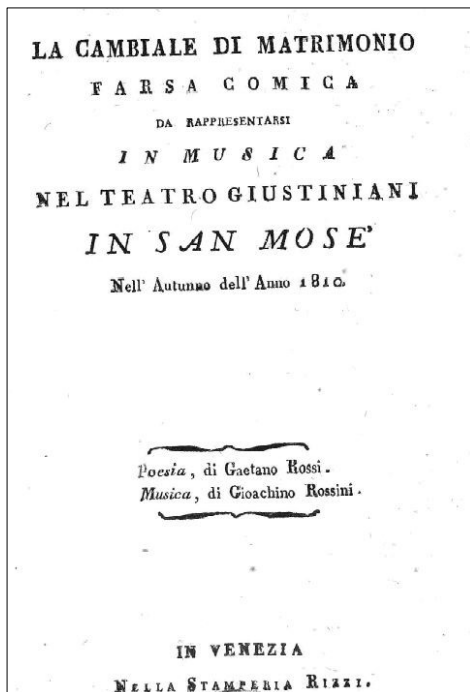 LA CAMBIALE DI MATRIMONIO
FARSA COMICA
DA RAPPRESENTARSI
IN MUSICA
NEL TEATRO GIUSTINIANI
IN SAN MOSE'
Nell' Autunno dell' Anno 1810.
Poesia, di Gaetano Rossi.
Musica, di Gioachino Rossini.
IN VENEZIA
NELLA STAMPERIA RIZZI.